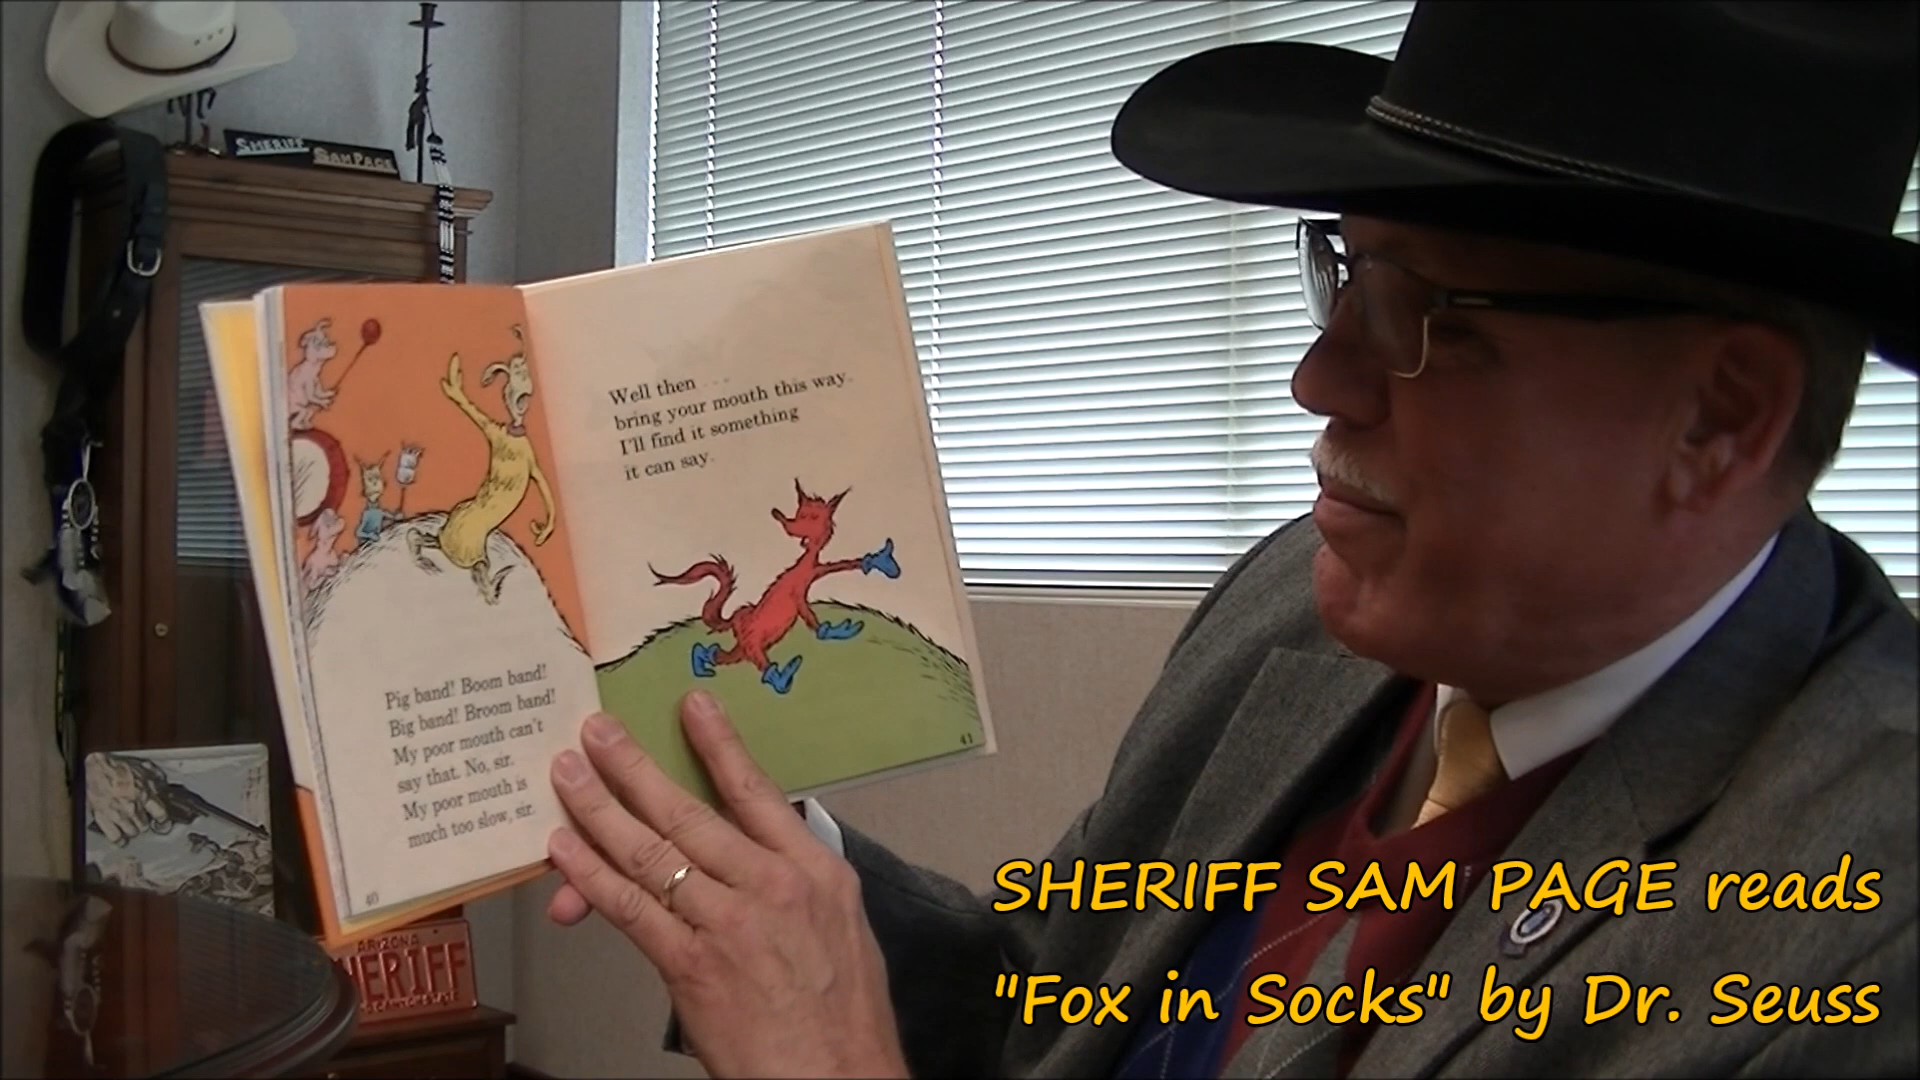 SHERIFF
SAM PAGE
Pig band! Boom band!
Big band! Broom band!
My poor mouth can't
say that. No, sir.
My poor mouth is
much too slow, sir.
40
Well then . . .
bring your mouth this way.
I'll find it something
it can say.
41
ARIZONA
HERIFF
SHERIFF SAM PAGE reads
"Fox in Socks" by Dr. Seuss